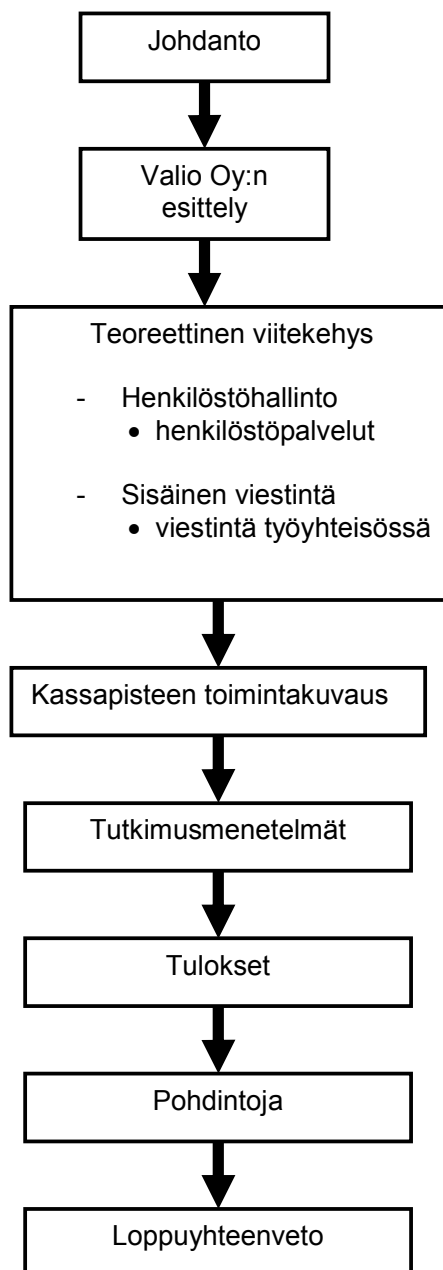 Johdanto
Valio Oy:n
esittely
Teoreettinen viitekehys
- Henkilöstöhallinto
• henkilöstöpalvelut
- Sisäinen viestintä
• viestintä työyhteisössä
Kassapisteen toimintakuvaus
Tutkimusmenetelmät
Tulokset
Pohdintoja
Loppuyhteenveto